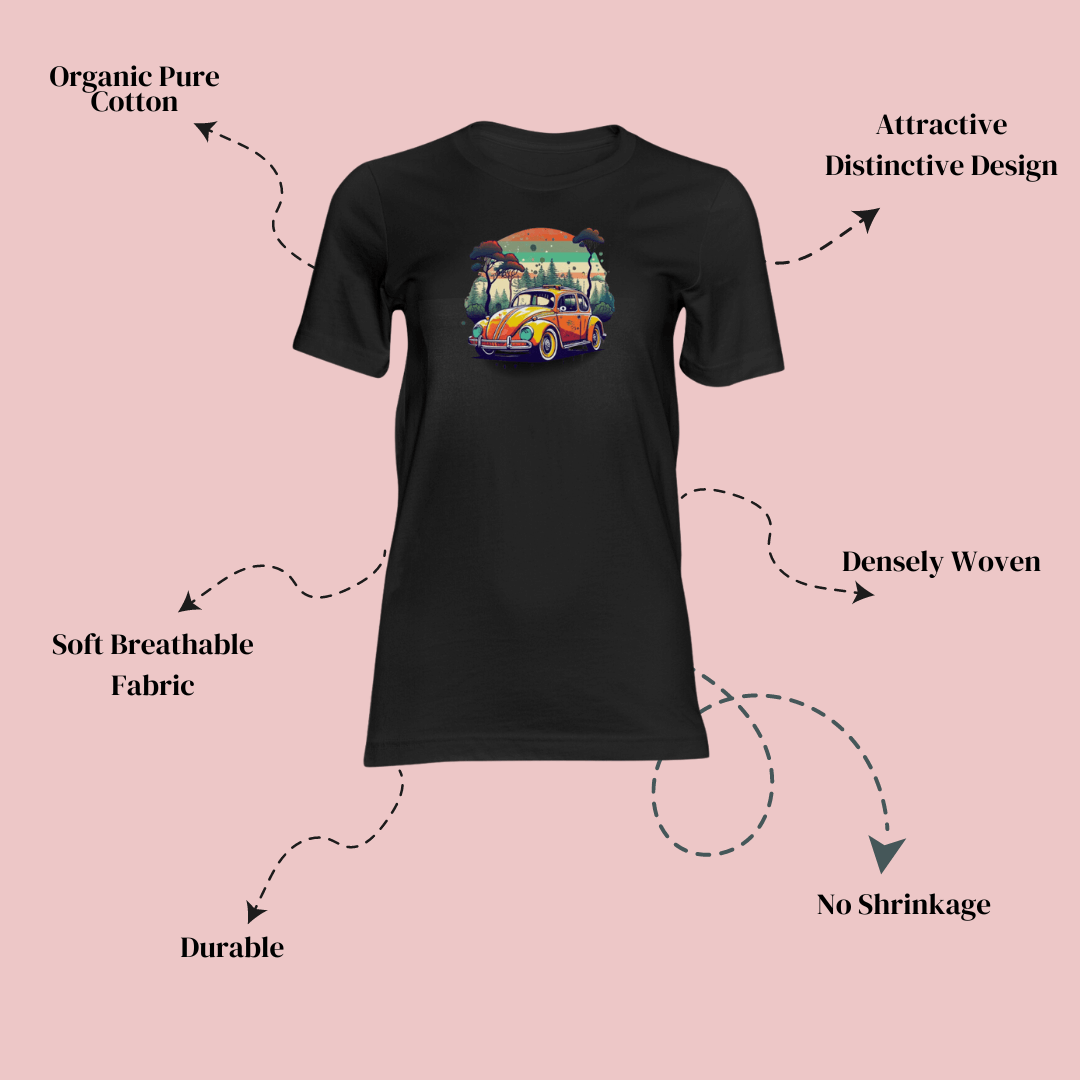 Organic Pure
Cotton
Attractive
Distinctive Design
Densely Woven
Soft Breathable
Fabric
No Shrinkage
Durable